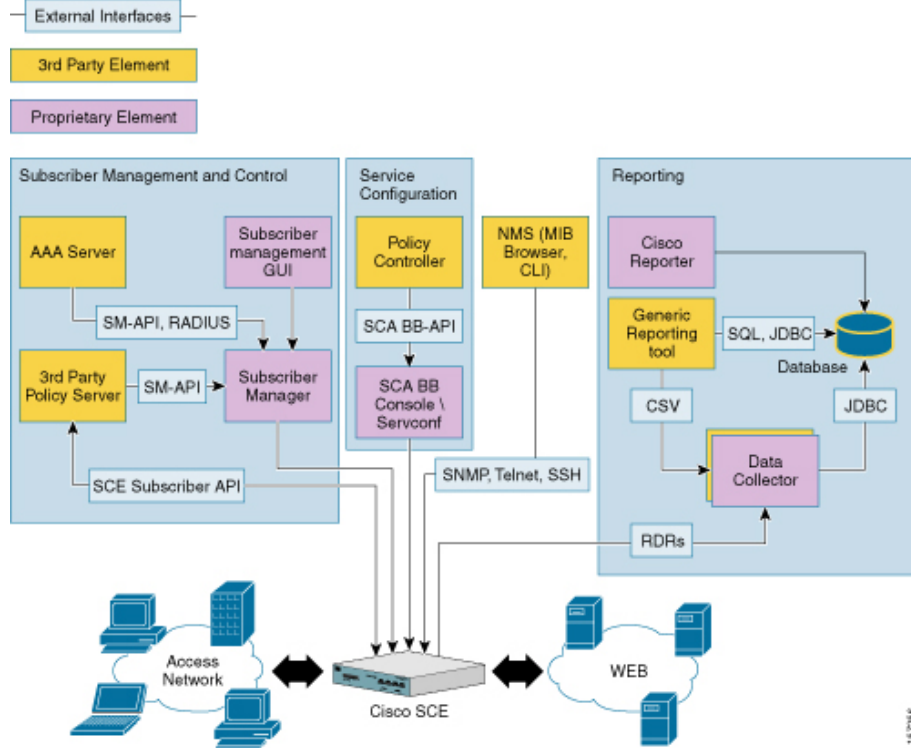 External Interfaces
3rd Party Element
Proprietary Element
Subscriber Management and Control
AAA Server
Subscriber
management
GUI
SM-API, RADIUS
3rd Party
Policy Server
SM-API
Subscriber
Manager
SCE Subscriber API
Service
Configuration
Policy
Controller
SCA BB-API
SCA BB
Console \
Servconf
NMS (MIB
Browser,
CLI)
SNMP, Telnet, SSH
Reporting
Cisco
Reporter
Generic
Reporting
tool
SQL, JDBC
Database
CSV
JDBC
Data
Collector
RDRs
Access
Network
Cisco SCE
WEB